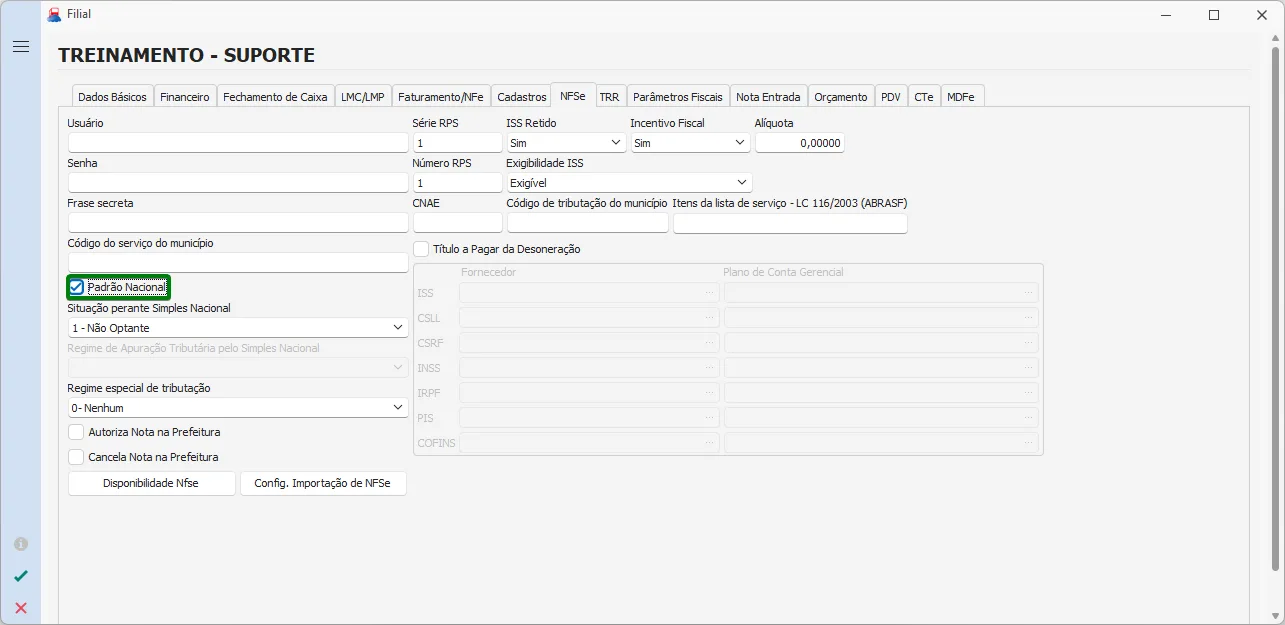 Filial
TREINAMENTO - SUPORTE
Dados Básicos Financeiro Fechamento de Caixa LMC/LMP Faturamento/NFe Cadastros NFSe TRR Parâmetros Fiscais Nota Entrada Orçamento PDV CTe MDFe
Usuário Série RPS ISS Retido Incentivo Fiscal Alíquota
1 Sim Sim 0,00000
Senha Número RPS Exigibilidade ISS
1 Exigível
Frase secreta CNAE Código de tributação do município Itens da lista de serviço - LC 116/2003 (ABRASF)
Código do serviço do município
Título a Pagar da Desoneração
Fornecedor Plano de Conta Gerencial
Padrão Nacional
ISS ... ...
Situação perante Simples Nacional
CSLL ... ...
1 - Não Optante
CSRF ... ...
Regime de Apuração Tributária pelo Simples Nacional
INSS ... ...
Regime especial de tributação
IRPF ... ...
0- Nenhum
PIS ... ...
Autoriza Nota na Prefeitura
COFINS ... ...
Cancela Nota na Prefeitura
Disponibilidade Nfse Config. Importação de NFSe